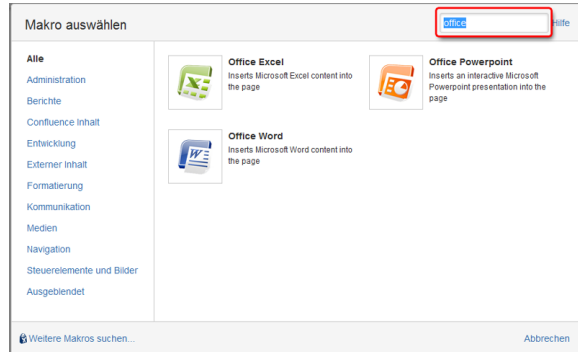 Makro auswählen
office
Hilfe
Alle
Administration
Berichte
Confluence Inhalt
Entwicklung
Externer Inhalt
Formatierung
Kommunikation
Medien
Navigation
Steuerelemente und Bilder
Ausgeblendet
Office Excel
Inserts Microsoft Excel content into
the page
Office Powerpoint
Inserts an interactive Microsoft
Powerpoint presentation into the
page
Office Word
Inserts Microsoft Word content into
the page
Weitere Makros suchen...
Abbrechen